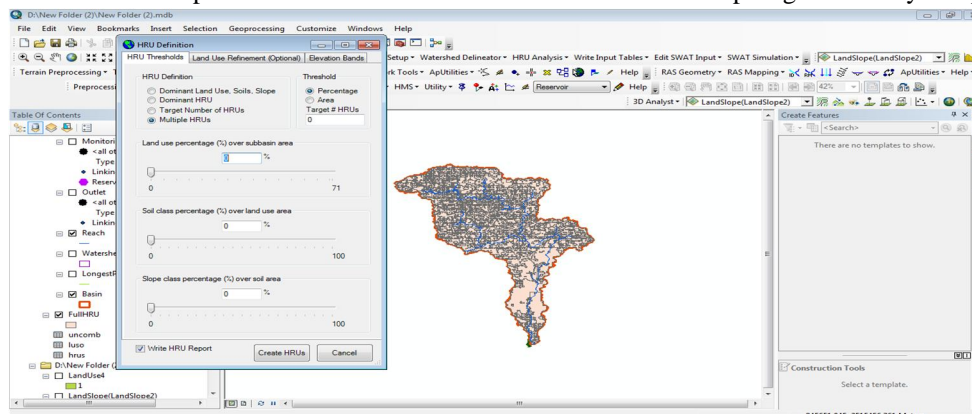 D:\New Folder (2)\New Folder (2).mdb
File Edit View Bookmarks Insert Selection Geoprocessing Customize Windows Help
Setup Watershed Delineator HRU Analysis Write Input Tables Edit SWAT Input SWAT Simulation LandSlope(LandSlope2)
Terrain Preprocessing rk Tools ApUtilities Help RAS Geometry RAS Mapping ApUtilities Help
Preprocessi HMS Utility Reservoir Help 42%
3D Analyst LandSlope(LandSlope2)
HRU Definition
HRU Thresholds Land Use Refinement (Optional) Elevation Bands
HRU Definition
Dominant Land Use, Soils, Slope
Dominant HRU
Target Number of HRUs
Multiple HRUs
Threshold
Percentage
Area
Target # HRUs
0
Land use percentage (%) over subbasin area
0 %
0 71
Soil class percentage (%) over land use area
0 %
0 100
Slope class percentage (%) over soil area
0 %
0 100
Write HRU Report Create HRUs Cancel
Table Of Contents
Monitori
<all ot
Type
Linkin
Reserv
Outlet
<all ot
Type
Linkin
Reach
Watershe
LongestP
Basin
FullHRU
uncomb
luso
hrus
D:\New Folder (2
LandUse4
1
LandSlope(LandSlope2)
Create Features
<Search>
There are no templates to show.
Construction Tools
Select a template.